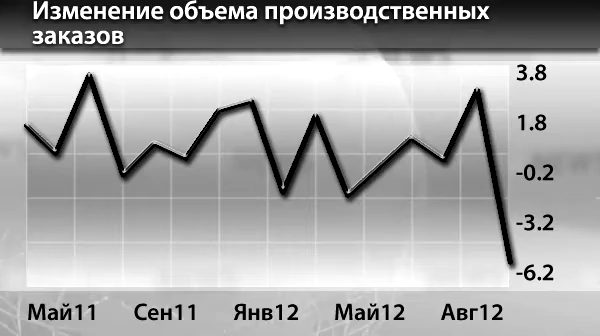 Изменение объема производственных
заказов
3.8
1.8
-0.2
-3.2
-6.2
Май11 Сен11 Янв12 Май12 Авг12